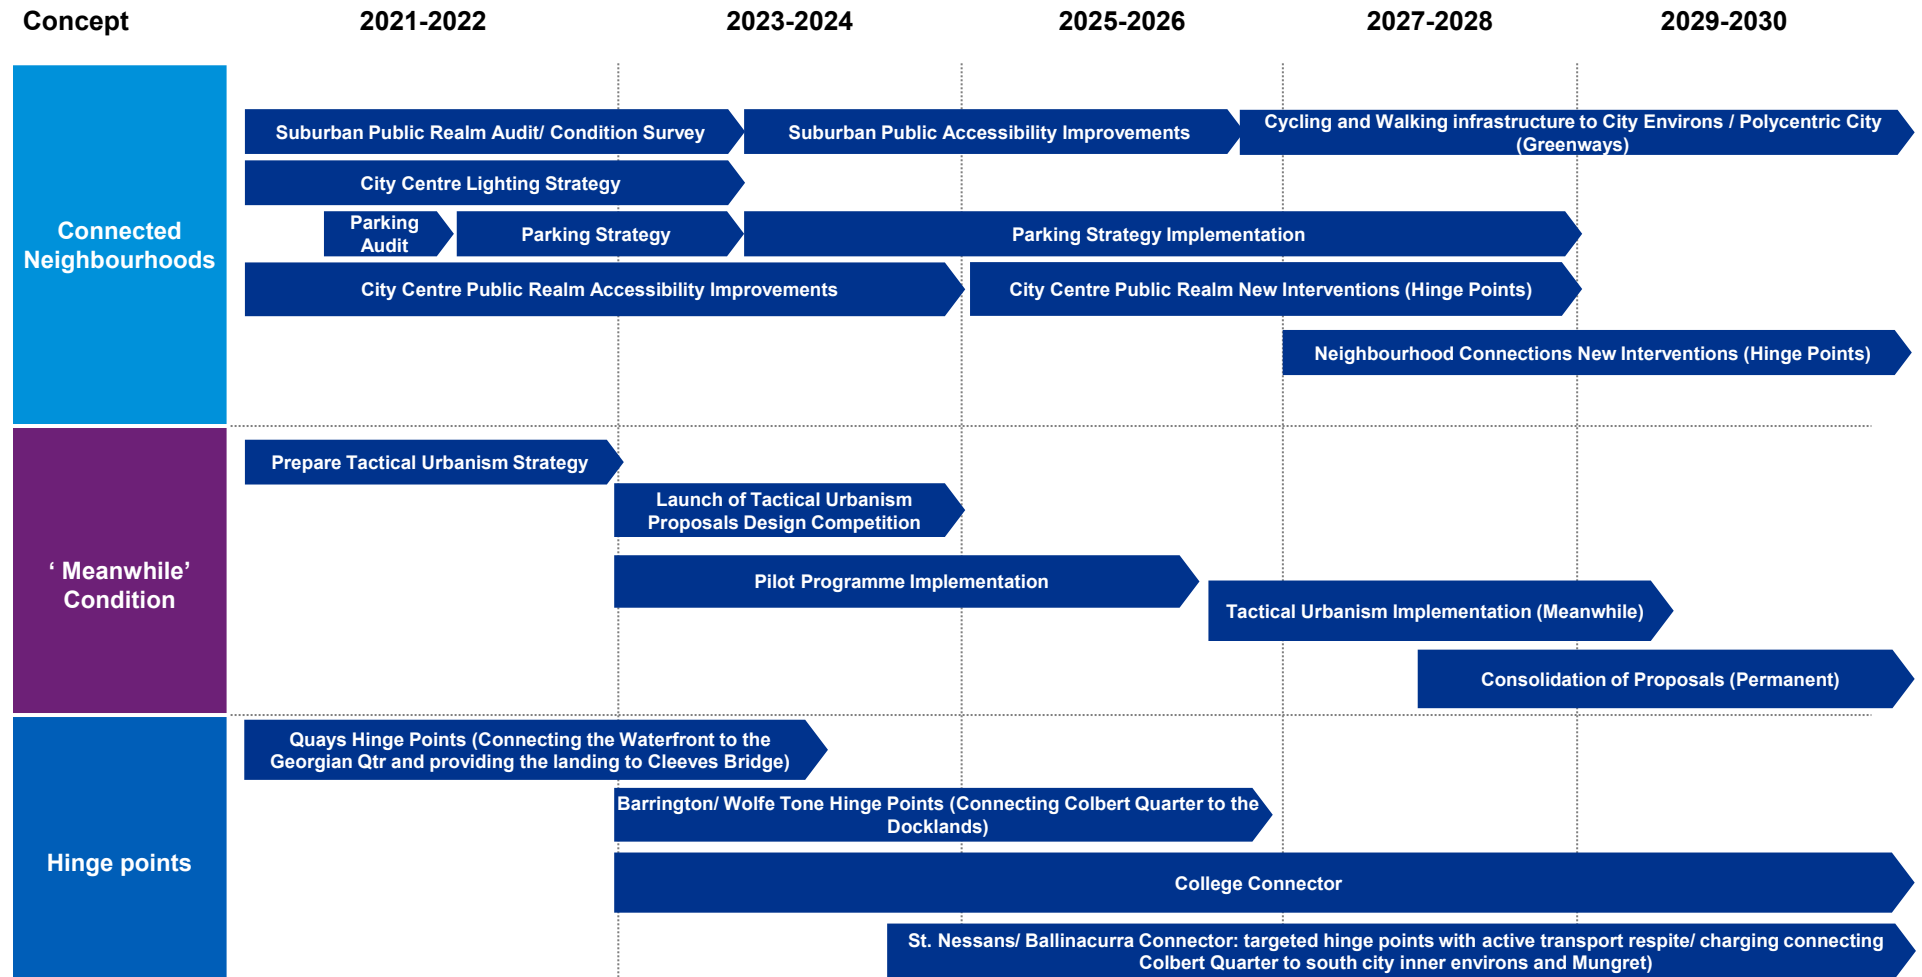 Concept 2021-2022 2023-2024 2025-2026 2027-2028 2029-2030
Connected
Neighbourhoods
Suburban Public Realm Audit/ Condition Survey
Suburban Public Accessibility Improvements
Cycling and Walking infrastructure to City Environs / Polycentric City
(Greenways)
City Centre Lighting Strategy
Parking
Audit
Parking Strategy
Parking Strategy Implementation
City Centre Public Realm Accessibility Improvements
City Centre Public Realm New Interventions (Hinge Points)
Neighbourhood Connections New Interventions (Hinge Points)
‘ Meanwhile’
Condition
Prepare Tactical Urbanism Strategy
Launch of Tactical Urbanism
Proposals Design Competition
Pilot Programme Implementation
Tactical Urbanism Implementation (Meanwhile)
Consolidation of Proposals (Permanent)
Hinge points
Quays Hinge Points (Connecting the Waterfront to the
Georgian Qtr and providing the landing to Cleeves Bridge)
Barrington/ Wolfe Tone Hinge Points (Connecting Colbert Quarter to the
Docklands)
College Connector
St. Nessans/ Ballinacurra Connector: targeted hinge points with active transport respite/ charging connecting
Colbert Quarter to south city inner environs and Mungret)